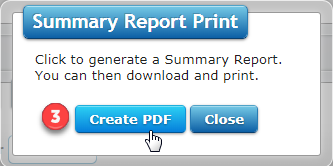 Summary Report Print
Click to generate a Summary Report.
You can then download and print.
3 Create PDF Close